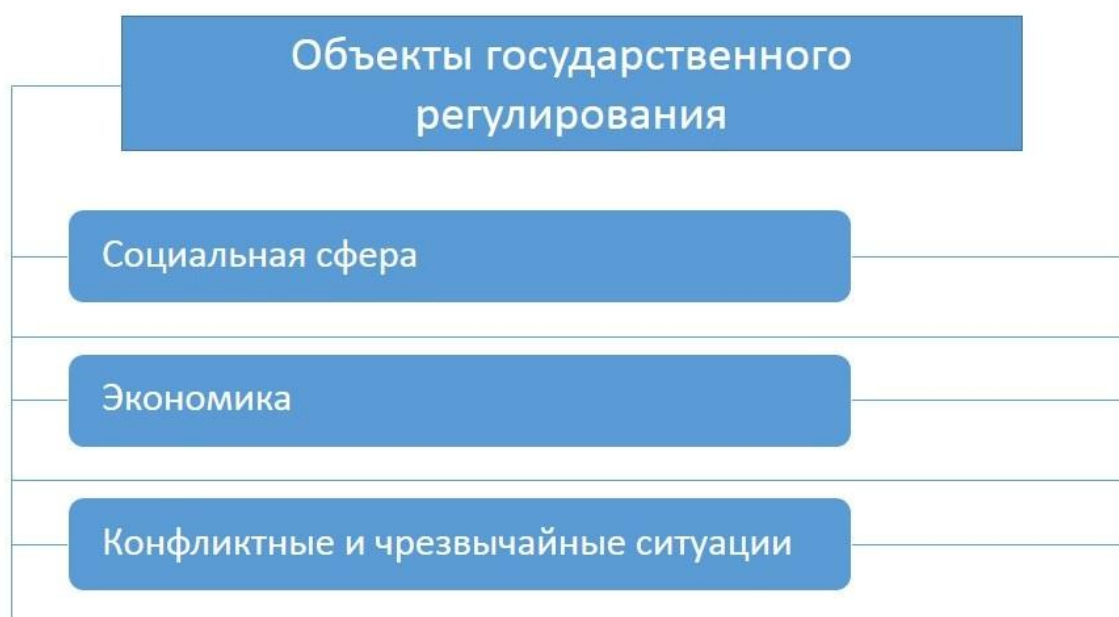 Объекты государственного
регулирования
Социальная сфера
Экономика
Конфликтные и чрезвычайные ситуации